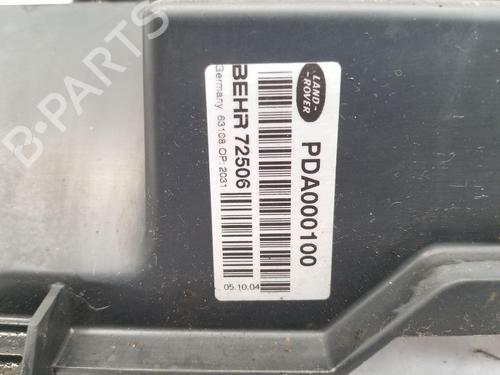 LAND-
ROVER
PDA000100
BEHR 72506
Germany 63108 OP: 2031
05.10.04
B-PARTS